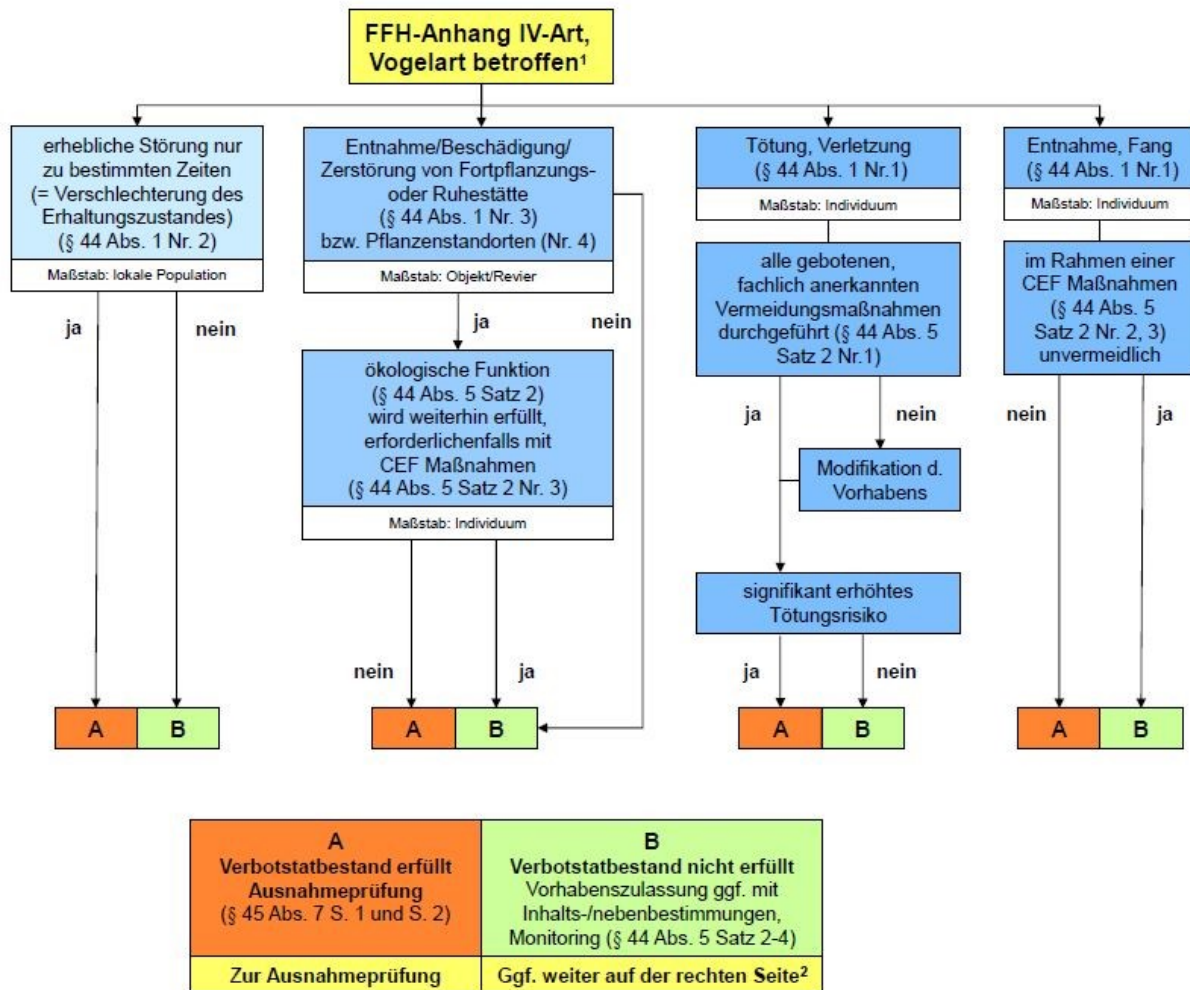 FFH-Anhang IV-Art,
Vogelart betroffen¹
erhebliche Störung nur
zu bestimmten Zeiten
(= Verschlechterung des
Erhaltungszustandes)
(§ 44 Abs. 1 Nr. 2)
Maßstab: lokale Population
ja
nein
Entnahme/Beschädigung/
Zerstörung von Fortpflanzungs-
oder Ruhestätte
(§ 44 Abs. 1 Nr. 3)
bzw. Pflanzenstandorten (Nr. 4)
Maßstab: Objekt/Revier
ja
nein
ökologische Funktion
(§ 44 Abs. 5 Satz 2)
wird weiterhin erfüllt,
erforderlichenfalls mit
CEF Maßnahmen
(§ 44 Abs. 5 Satz 2 Nr. 3)
Maßstab: Individuum
nein
ja
Tötung, Verletzung
(§ 44 Abs. 1 Nr.1)
Maßstab: Individuum
alle gebotenen,
fachlich anerkannten
Vermeidungsmaßnahmen
durchgeführt (§ 44 Abs. 5
Satz 2 Nr.1)
ja
nein
Modifikation d.
Vorhabens
signifikant erhöhtes
Tötungsrisiko
ja
nein
Entnahme, Fang
(§ 44 Abs. 1 Nr.1)
Maßstab: Individuum
im Rahmen einer
CEF Maßnahmen
(§ 44 Abs. 5
Satz 2 Nr. 2, 3)
unvermeidlich
nein
ja
A B
A B
A B
A B
A
Verbotstatbestand erfüllt
Ausnahmeprüfung
(§ 45 Abs. 7 S. 1 und S. 2)
B
Verbotstatbestand nicht erfüllt
Vorhabenszulassung ggf. mit
Inhalts-/nebenbestimmungen,
Monitoring (§ 44 Abs. 5 Satz 2-4)
Zur Ausnahmeprüfung
Ggf. weiter auf der rechten Seite²